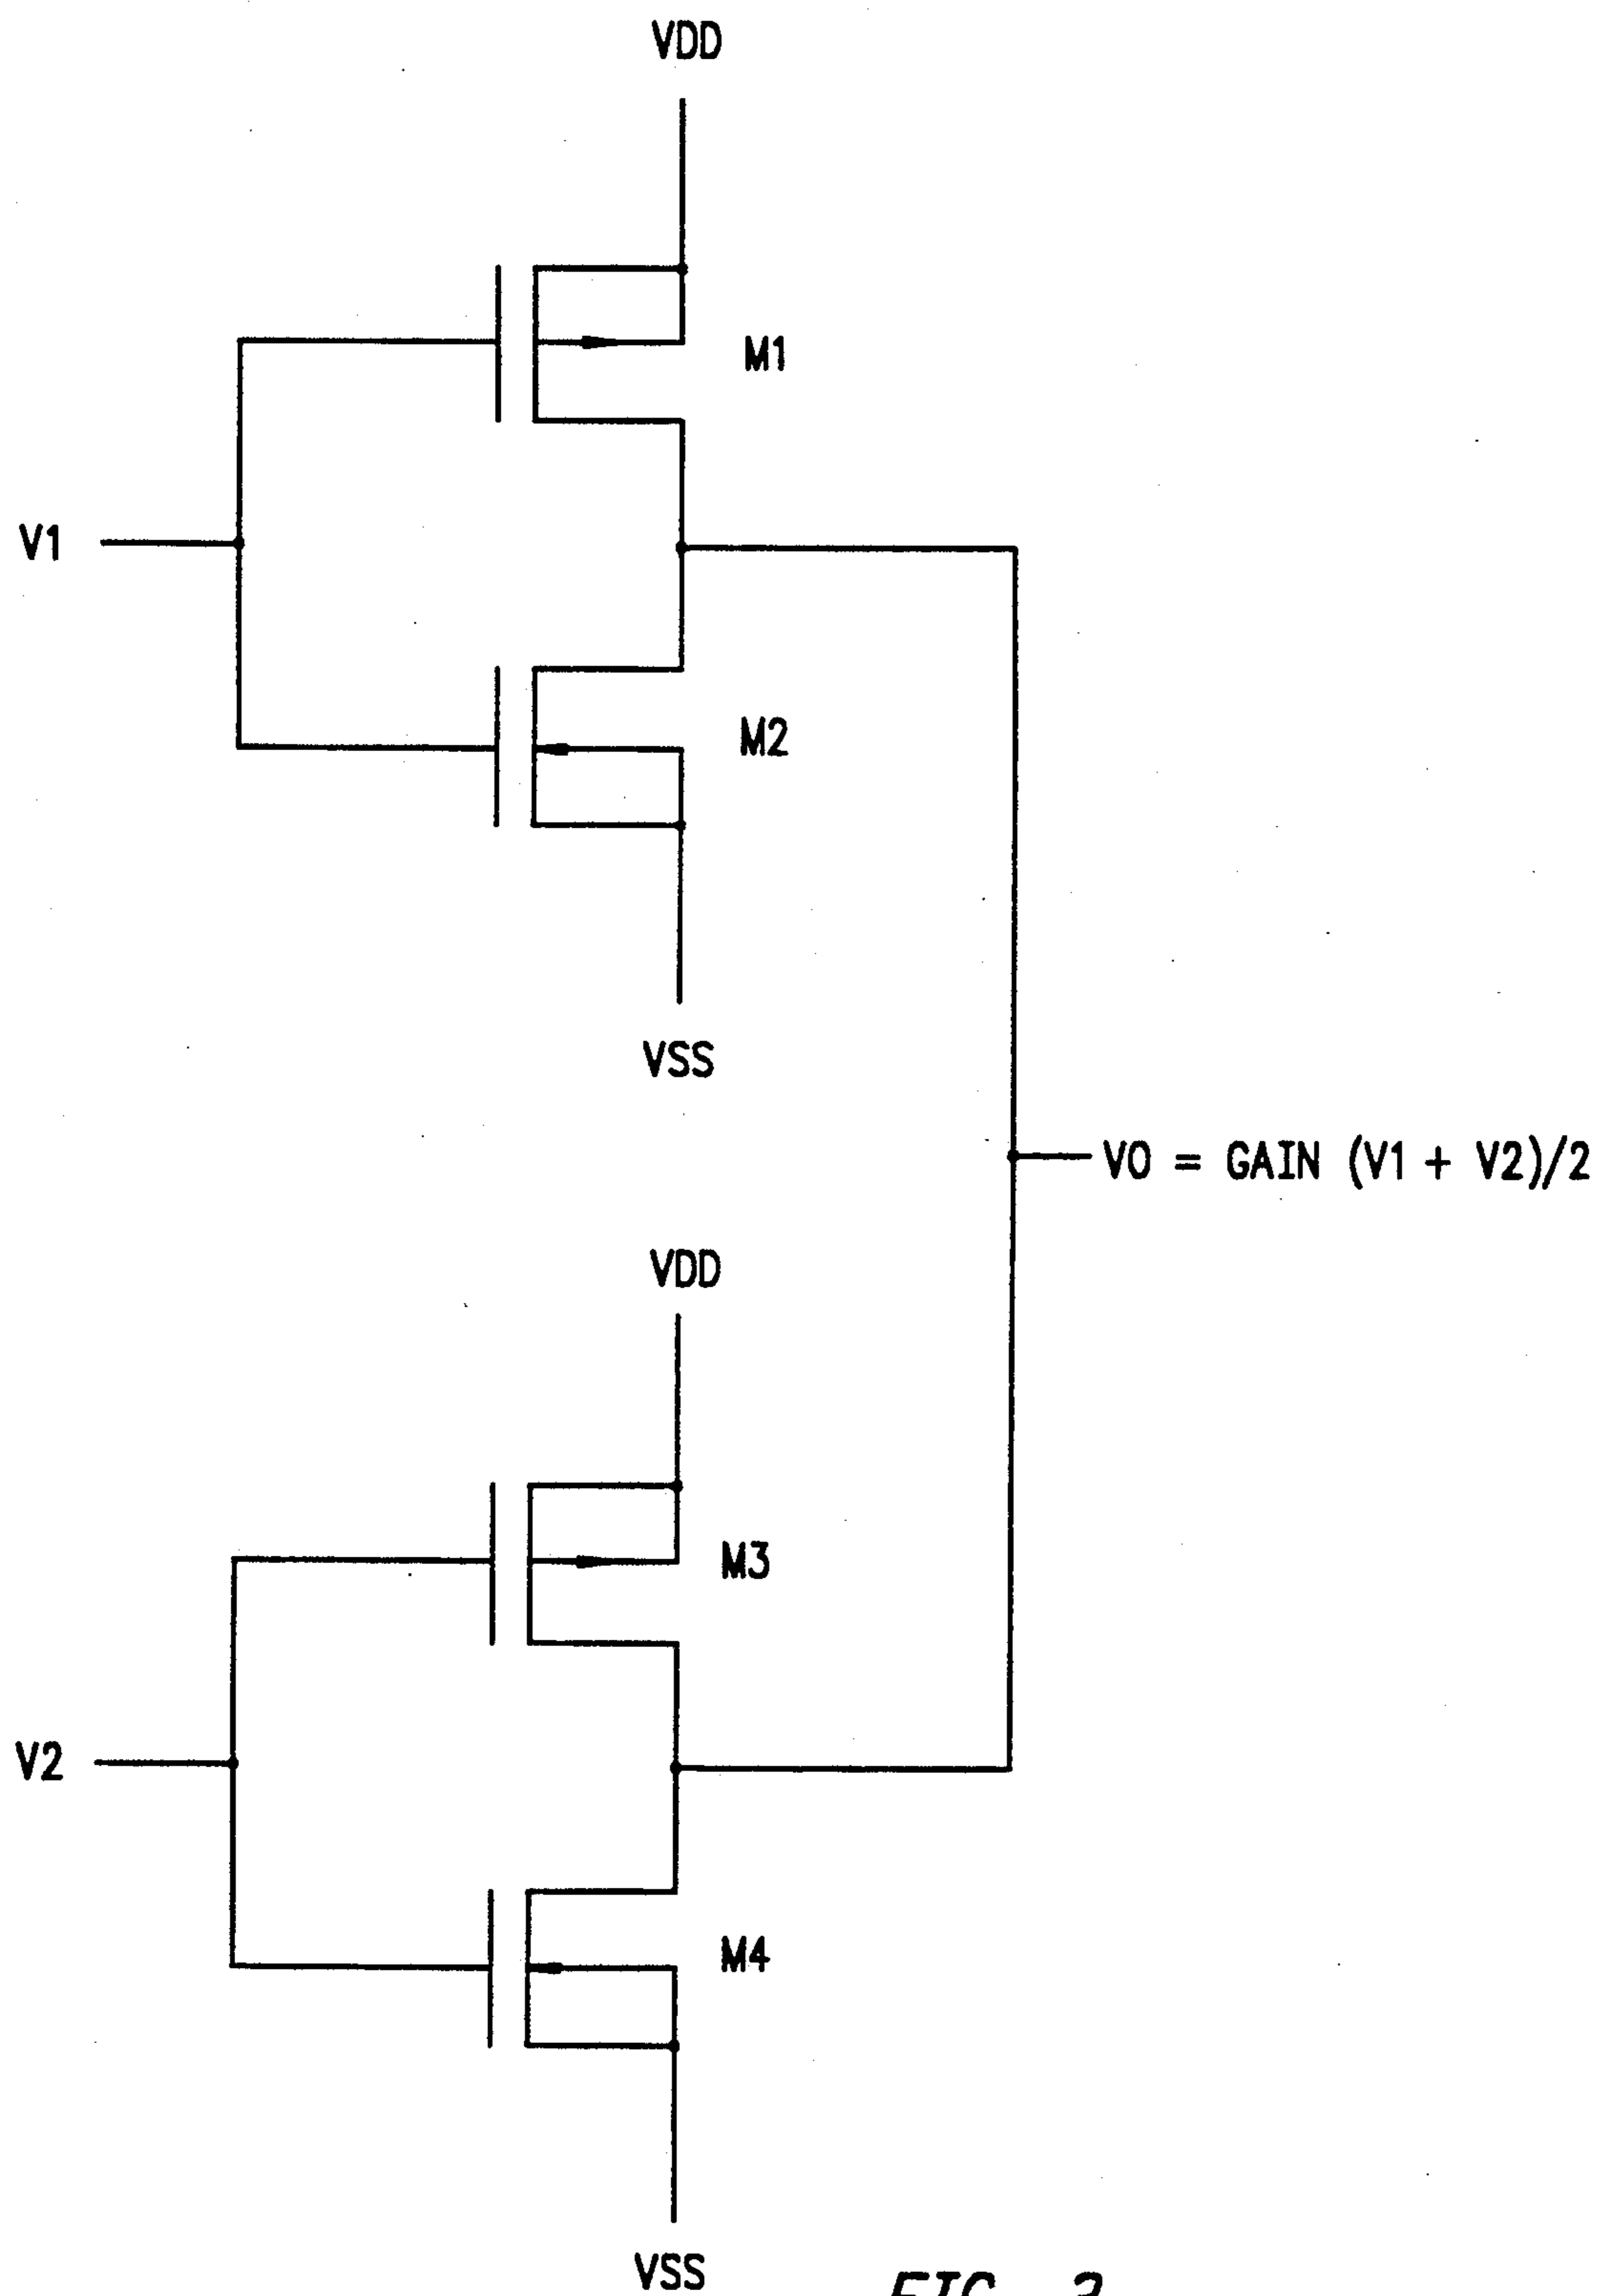 VDD
M1
V1
M2
VSS
VO = GAIN (V1 + V2)/2
VDD
M3
V2
M4
VSS